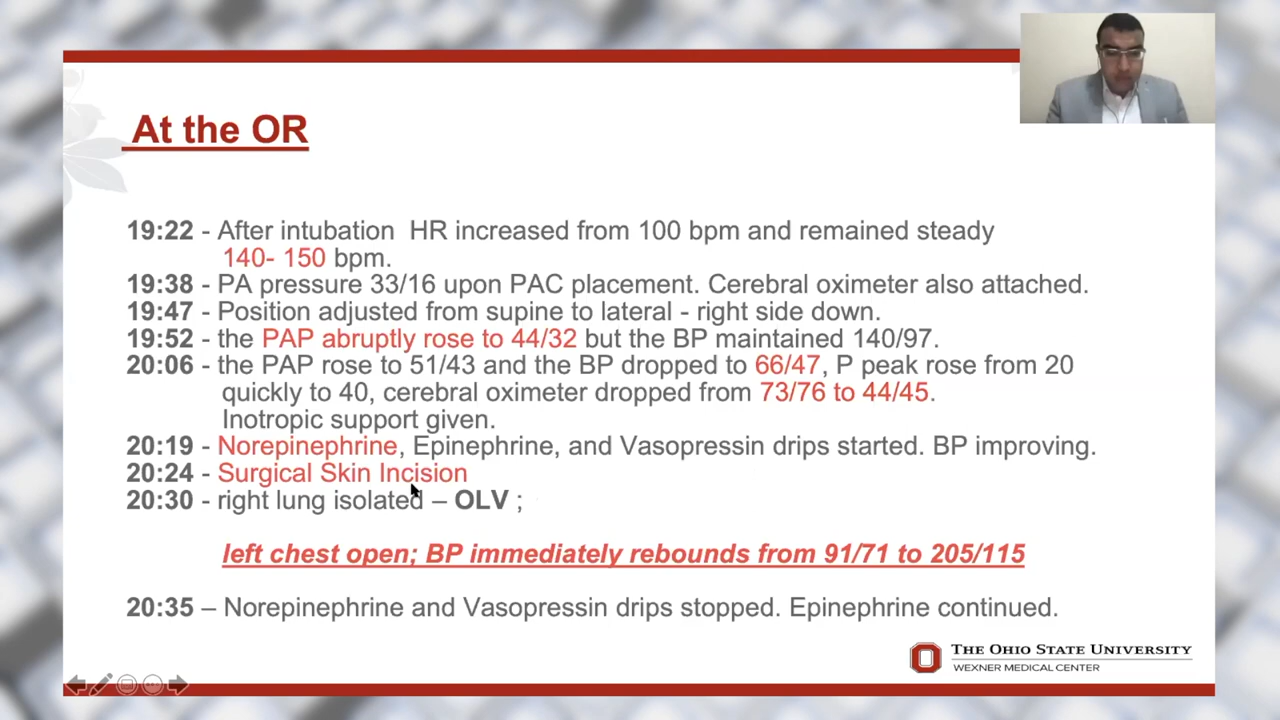 At the OR
19:22 - After intubation HR increased from 100 bpm and remained steady
140- 150 bpm.
19:38 - PA pressure 33/16 upon PAC placement. Cerebral oximeter also attached.
19:47 - Position adjusted from supine to lateral - right side down.
19:52 - the PAP abruptly rose to 44/32 but the BP maintained 140/97.
20:06 - the PAP rose to 51/43 and the BP dropped to 66/47, P peak rose from 20
quickly to 40, cerebral oximeter dropped from 73/76 to 44/45.
Inotropic support given.
20:19 - Norepinephrine, Epinephrine, and Vasopressin drips started. BP improving.
20:24 - Surgical Skin Incision
20:30 - right lung isolated – OLV ;
left chest open; BP immediately rebounds from 91/71 to 205/115
20:35 – Norepinephrine and Vasopressin drips stopped. Epinephrine continued.
THE OHIO STATE UNIVERSITY
WEXNER MEDICAL CENTER